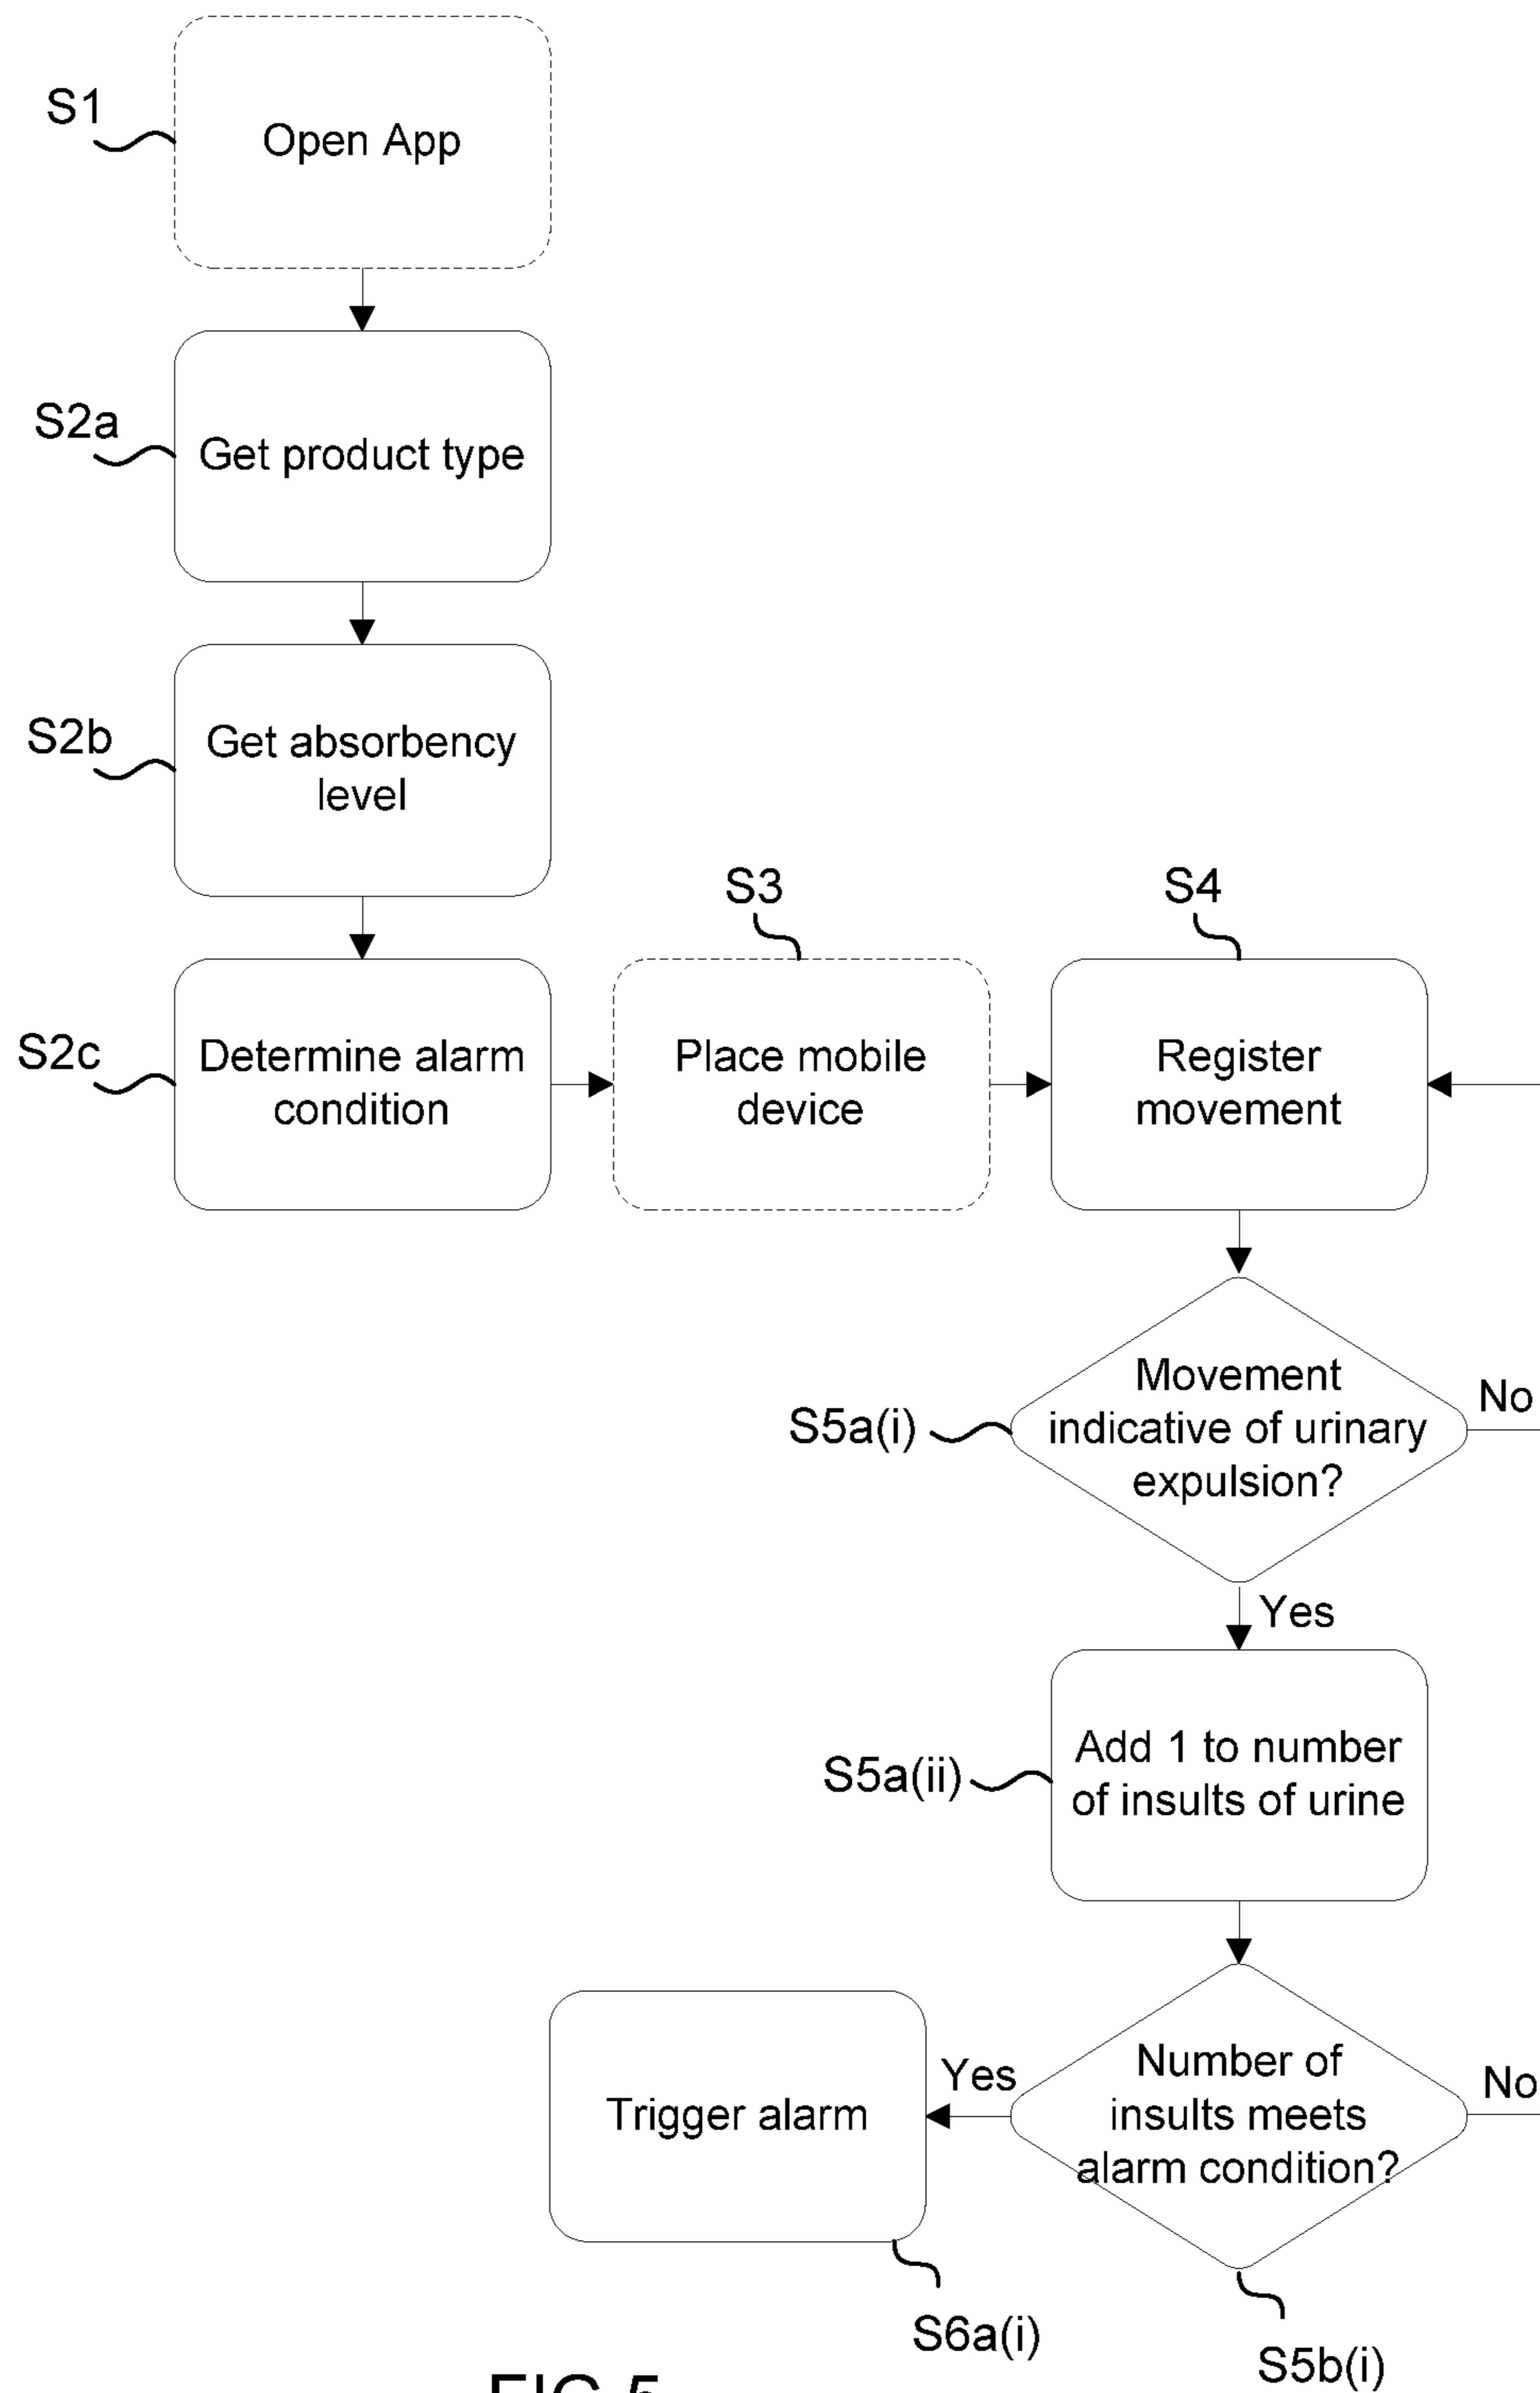 S1
Open App
S2a
Get product type
S2b
Get absorbency
level
S2c
Determine alarm
condition
S3
Place mobile
device
S4
Register
movement
S5a(i)
Movement
indicative of urinary
expulsion?
No
Yes
S5a(ii)
Add 1 to number
of insults of urine
Number of
insults meets
alarm condition?
No
Yes
Trigger alarm
S6a(i)
S5b(i)
FIG 5